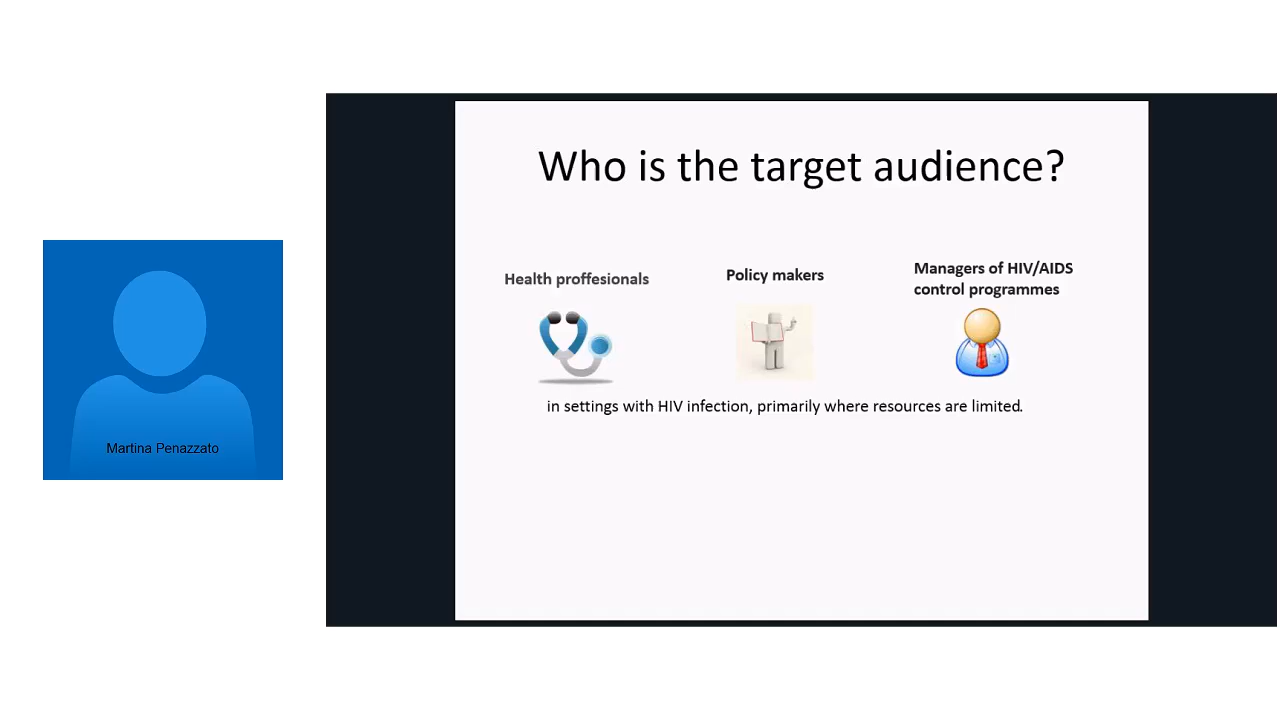 Who is the target audience?
Health proffesionals
Policy makers
Managers of HIV/AIDS
control programmes
in settings with HIV infection, primarily where resources are limited.
Martina Penazzato